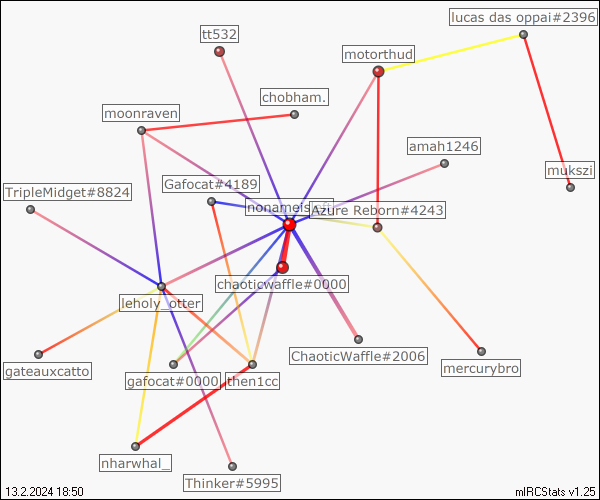 lucas das oppai#2396
tt532
motorthud
chobham.
moonraven
amah1246
mukszi
Gafocat#4189
TripleMidget#8824
Azure Reborn#4243
chaoticwaffle#0000
leholy_otter
ChaoticWaffle#2006
mercurybro
gateauxcatto
gafocat#0000
then1cc
nharwhal_
Thinker#5995
13.2.2024 18:50
mIRCStats v1.25